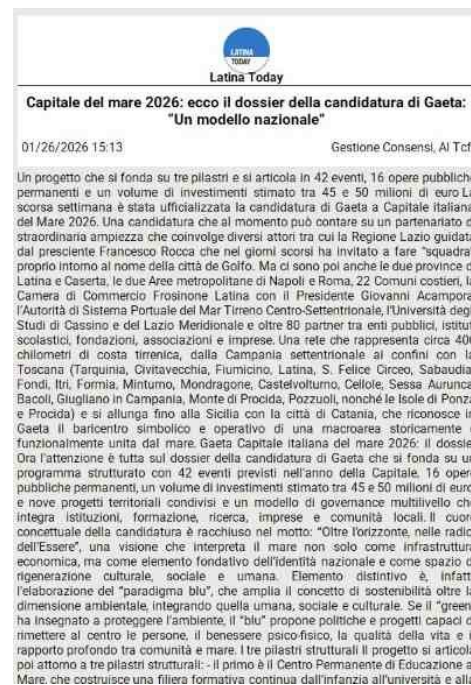 LATINA
TODAY
Latina Today
Capitale del mare 2026: ecco il dossier della candidatura di Gaeta:
"Un modello nazionale"
01/26/2026 15:13
Gestione Consensi, AI Tcf
Un progetto che si fonda su tre pilastri e si articola in 42 eventi, 16 opere pubbliche
permanenti e un volume di investimenti stimato tra 45 e 50 milioni di euro La
scorsa settimana è stata ufficializzata la candidatura di Gaeta a Capitale italiana
del Mare 2026. Una candidatura che al momento può contare su un partenariato d
straordinaria ampiezza che coinvolge diversi attori tra cui la Regione Lazio guidata
dal presciente Francesco Rocca che nei giorni scorsi ha invitato a fare "squadra"
proprio intorno al nome della città de Golfo. Ma ci sono poi anche le due province d
Latina e Caserta, le due Aree metropolitane di Napoli e Roma, 22 Comuni costieri, la
Camera di Commercio Frosinone Latina con il Presidente Giovanni Acampora
l'Autorità di Sistema Portuale del Mar Tirreno Centro-Settentrionale, l'Università degl
Studi di Cassino e del Lazio Meridionale e oltre 80 partner tra enti pubblici, istitut
scolastici, fondazioni, associazioni e imprese. Una rete che rappresenta circa 400
chilometri di costa tirrenica, dalla Campania settentrionale ai confini con la
Toscana (Tarquinia, Civitavecchia, Fiumicino, Latina, S. Felice Circeo, Sabaudia
Fondi, Itri, Formia, Minturno, Mondragone, Castelvolturno, Cellole, Sessa Aurunca
Bacoli, Giugliano in Campania, Monte di Procida, Pozzuoli, nonché le Isole di Ponza
e Procida) e si allunga fino alla Sicilia con la città di Catania, che riconosce in
Gaeta il baricentro simbolico e operativo di una macroarea storicamente e
funzionalmente unita dal mare. Gaeta Capitale italiana del mare 2026: il dossier
Ora l'attenzione è tutta sul dossier della candidatura di Gaeta che si fonda su un
programma strutturato con 42 eventi previsti nell'anno della Capitale, 16 opere
pubbliche permanenti, un volume di investimenti stimato tra 45 e 50 milioni di euro
e nove progetti territoriali condivisi e un modello di governance multilivello che
integra istituzioni, formazione, ricerca, imprese e comunità locali. Il cuore
concettuale della candidatura è racchiuso nel motto: "Oltre l'orizzonte, nelle radici
dell'Essere", una visione che interpreta il mare non solo come infrastruttura
economica, ma come elemento fondativo dell'identità nazionale e come spazio d
rigenerazione culturale, sociale e umana. Elemento distintivo è, infatti
l'elaborazione del "paradigma blu", che amplia il concetto di sostenibilità oltre la
dimensione ambientale, integrando quella umana, sociale e culturale. Se il "green"
ha insegnato a proteggere l'ambiente, il "blu" propone politiche e progetti capaci d
rimettere al centro le persone, il benessere psico-fisico, la qualità della vita e i
rapporto profondo tra comunità e mare. I tre pilastri strutturali Il progetto si articola
poi attorno a tre pilastri strutturali: - il primo è il Centro Permanente di Educazione a
Mare, che costruisce una filiera formativa continua dall'infanzia all'università e alla